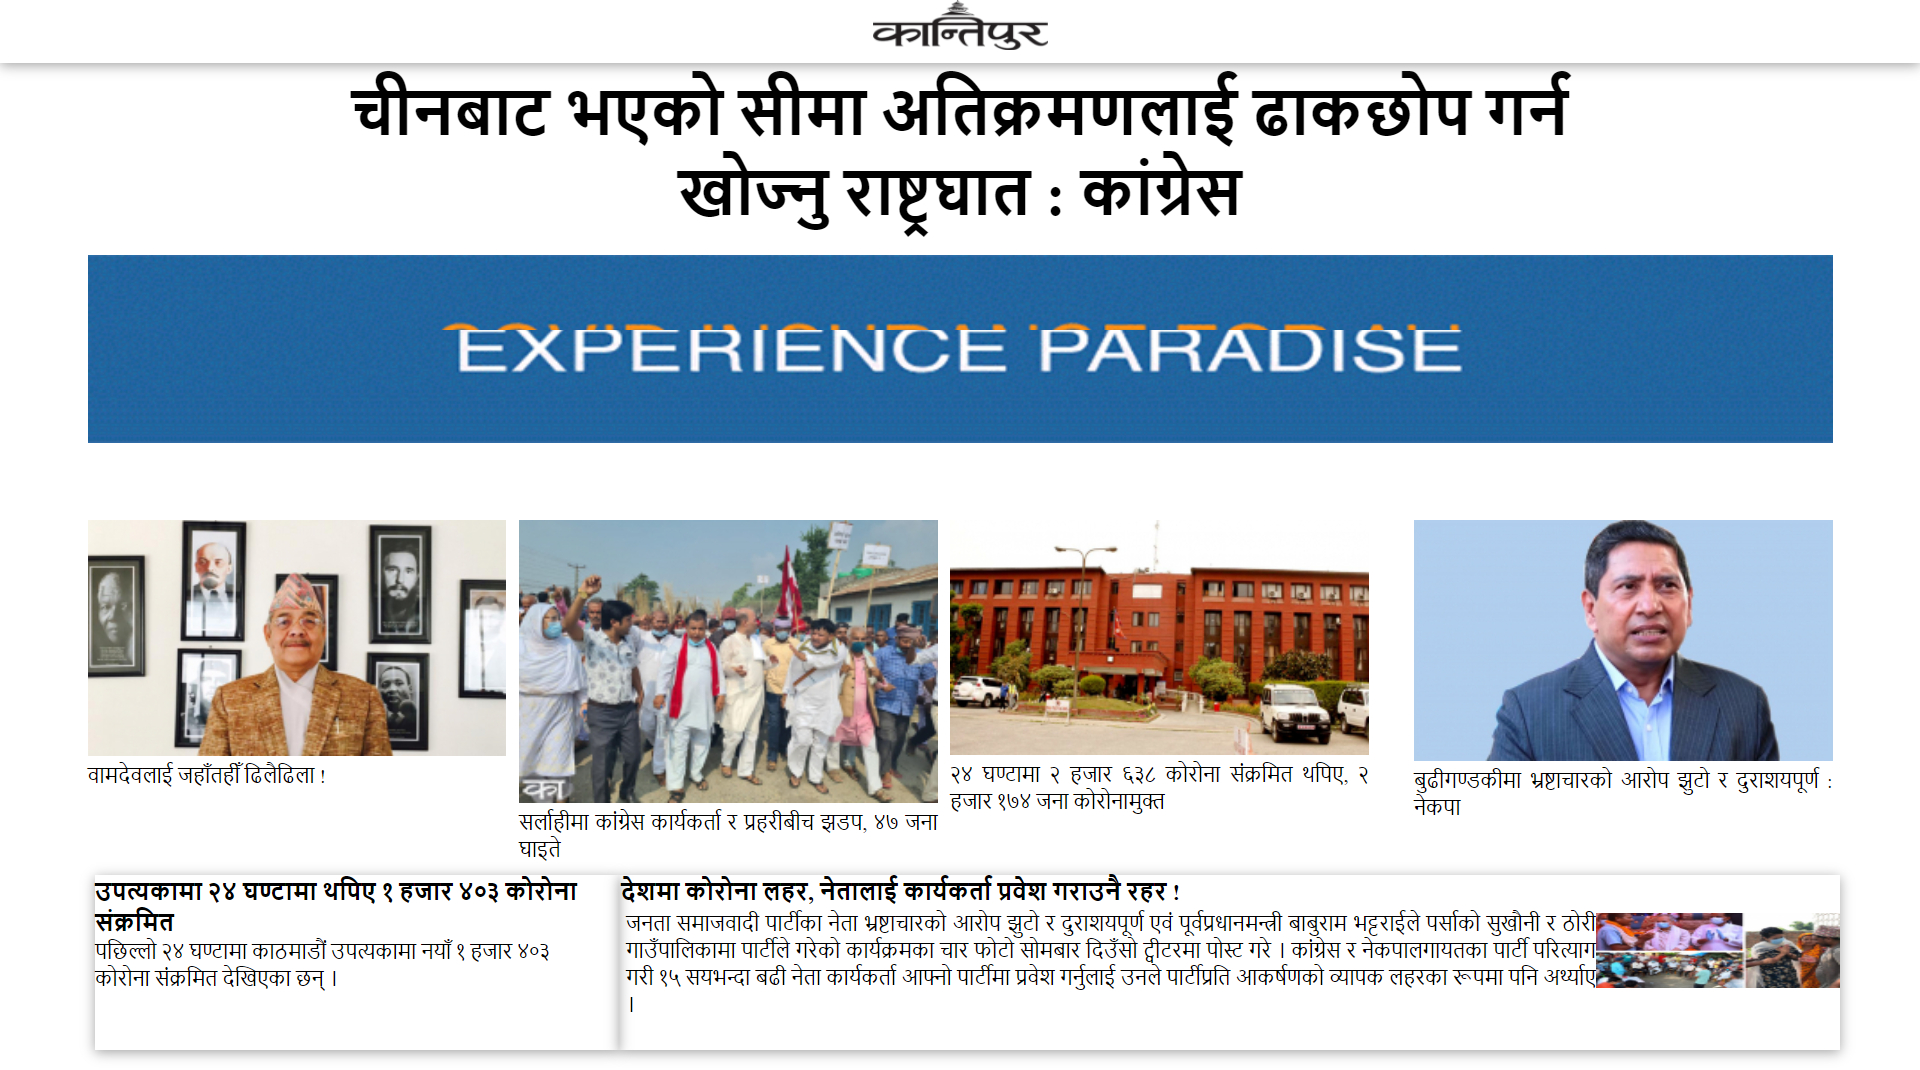 कान्तिपुर
चीनबाट भएको सीमा अतिक्रमणलाई ढाकछोप गर्न
खोज्नु राष्ट्रघात : कांग्रेस
EXPERIENCE PARADISE
वामदेवलाई जहाँतहीँ ढिलैढिला !
का
सर्लाहीमा कांग्रेस कार्यकर्ता र प्रहरीबीच झडप, ४७ जना
घाइते
२४ घण्टामा २ हजार ६३८ कोरोना संक्रमित थपिए, २
हजार १७४ जना कोरोनामुक्त
बुढीगण्डकीमा भ्रष्टाचारको आरोप झुटो र दुराशयपूर्ण :
नेकपा
उपत्यकामा २४ घण्टामा थपिए १ हजार ४०३ कोरोना
संक्रमित
पछिल्लो २४ घण्टामा काठमाडौं उपत्यकामा नयाँ १ हजार ४०३
कोरोना संक्रमित देखिएका छन् ।
देशमा कोरोना लहर, नेतालाई कार्यकर्ता प्रवेश गराउनै रहर !
जनता समाजवादी पार्टीका नेता भ्रष्टाचारको आरोप झुटो र दुराशयपूर्ण एवं पूर्वप्रधानमन्त्री बाबुराम भट्टराईले पर्साको सुखौनी र ठोरी
गाउँपालिकामा पार्टीले गरेको कार्यक्रमका चार फोटो सोमबार दिउँसो ट्वीटरमा पोस्ट गरे । कांग्रेस र नेकपालगायतका पार्टी परित्याग
गरी १५ सयभन्दा बढी नेता कार्यकर्ता आफ्नो पार्टीमा प्रवेश गर्नुलाई उनले पार्टीप्रति आकर्षणको व्यापक लहरका रूपमा पनि अर्थ्याए
।